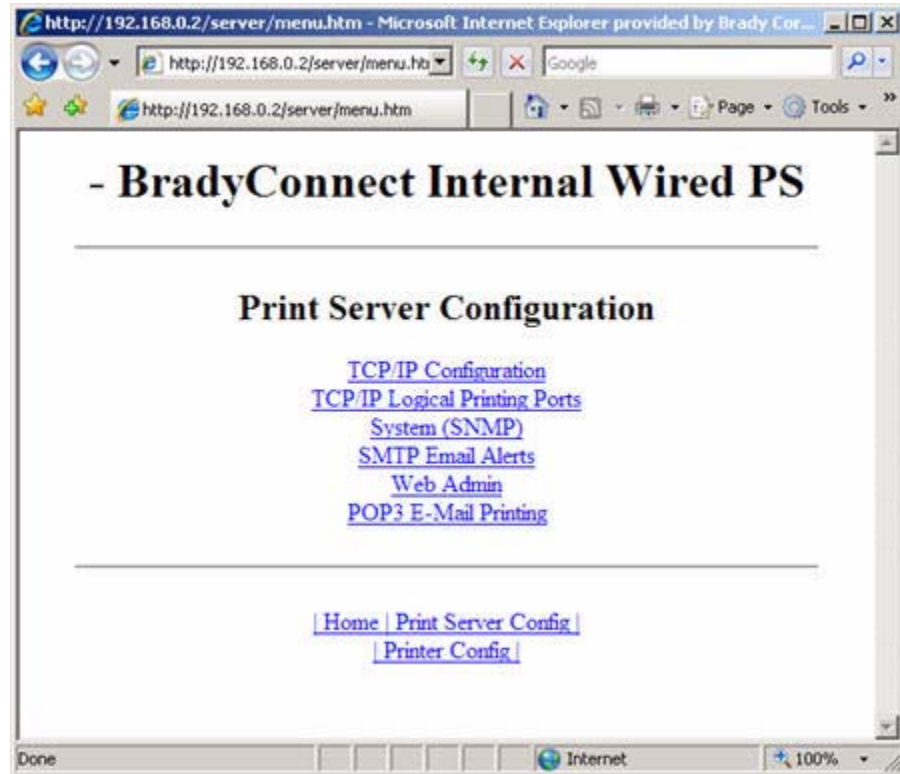 http://192.168.0.2/server/menu.htm - Microsoft Internet Explorer provided by Brady Cor...
http://192.168.0.2/server/menu.ht
Google
http://192.168.0.2/server/menu.htm
Page
Tools
- BradyConnect Internal Wired PS
Print Server Configuration
TCP/IP Configuration
TCP/IP Logical Printing Ports
System (SNMP)
SMTP Email Alerts
Web Admin
POP3 E-Mail Printing
| Home | Print Server Config |
| Printer Config |
Done
Internet
100%